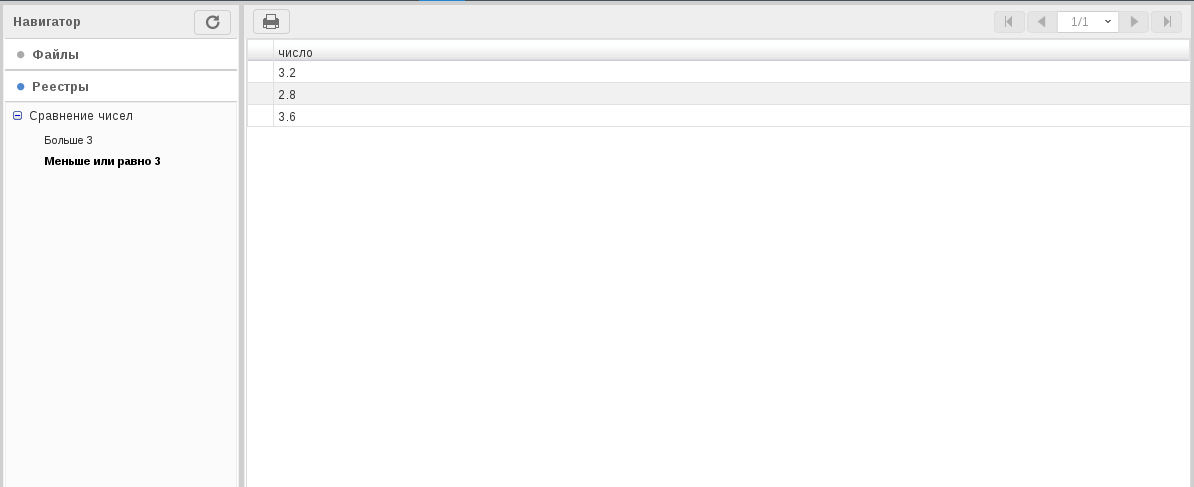 Навигатор
Файлы
Реестры
Сравнение чисел
Больше 3
Меньше или равно 3
1/1
число
3.2
2.8
3.6